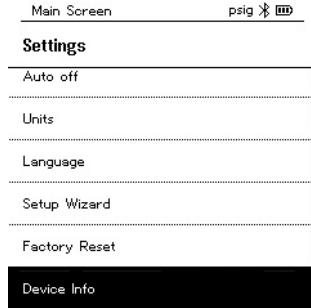 Main Screen psig
Settings
Auto off
Units
Language
Setup Wizard
Factory Reset
Device Info